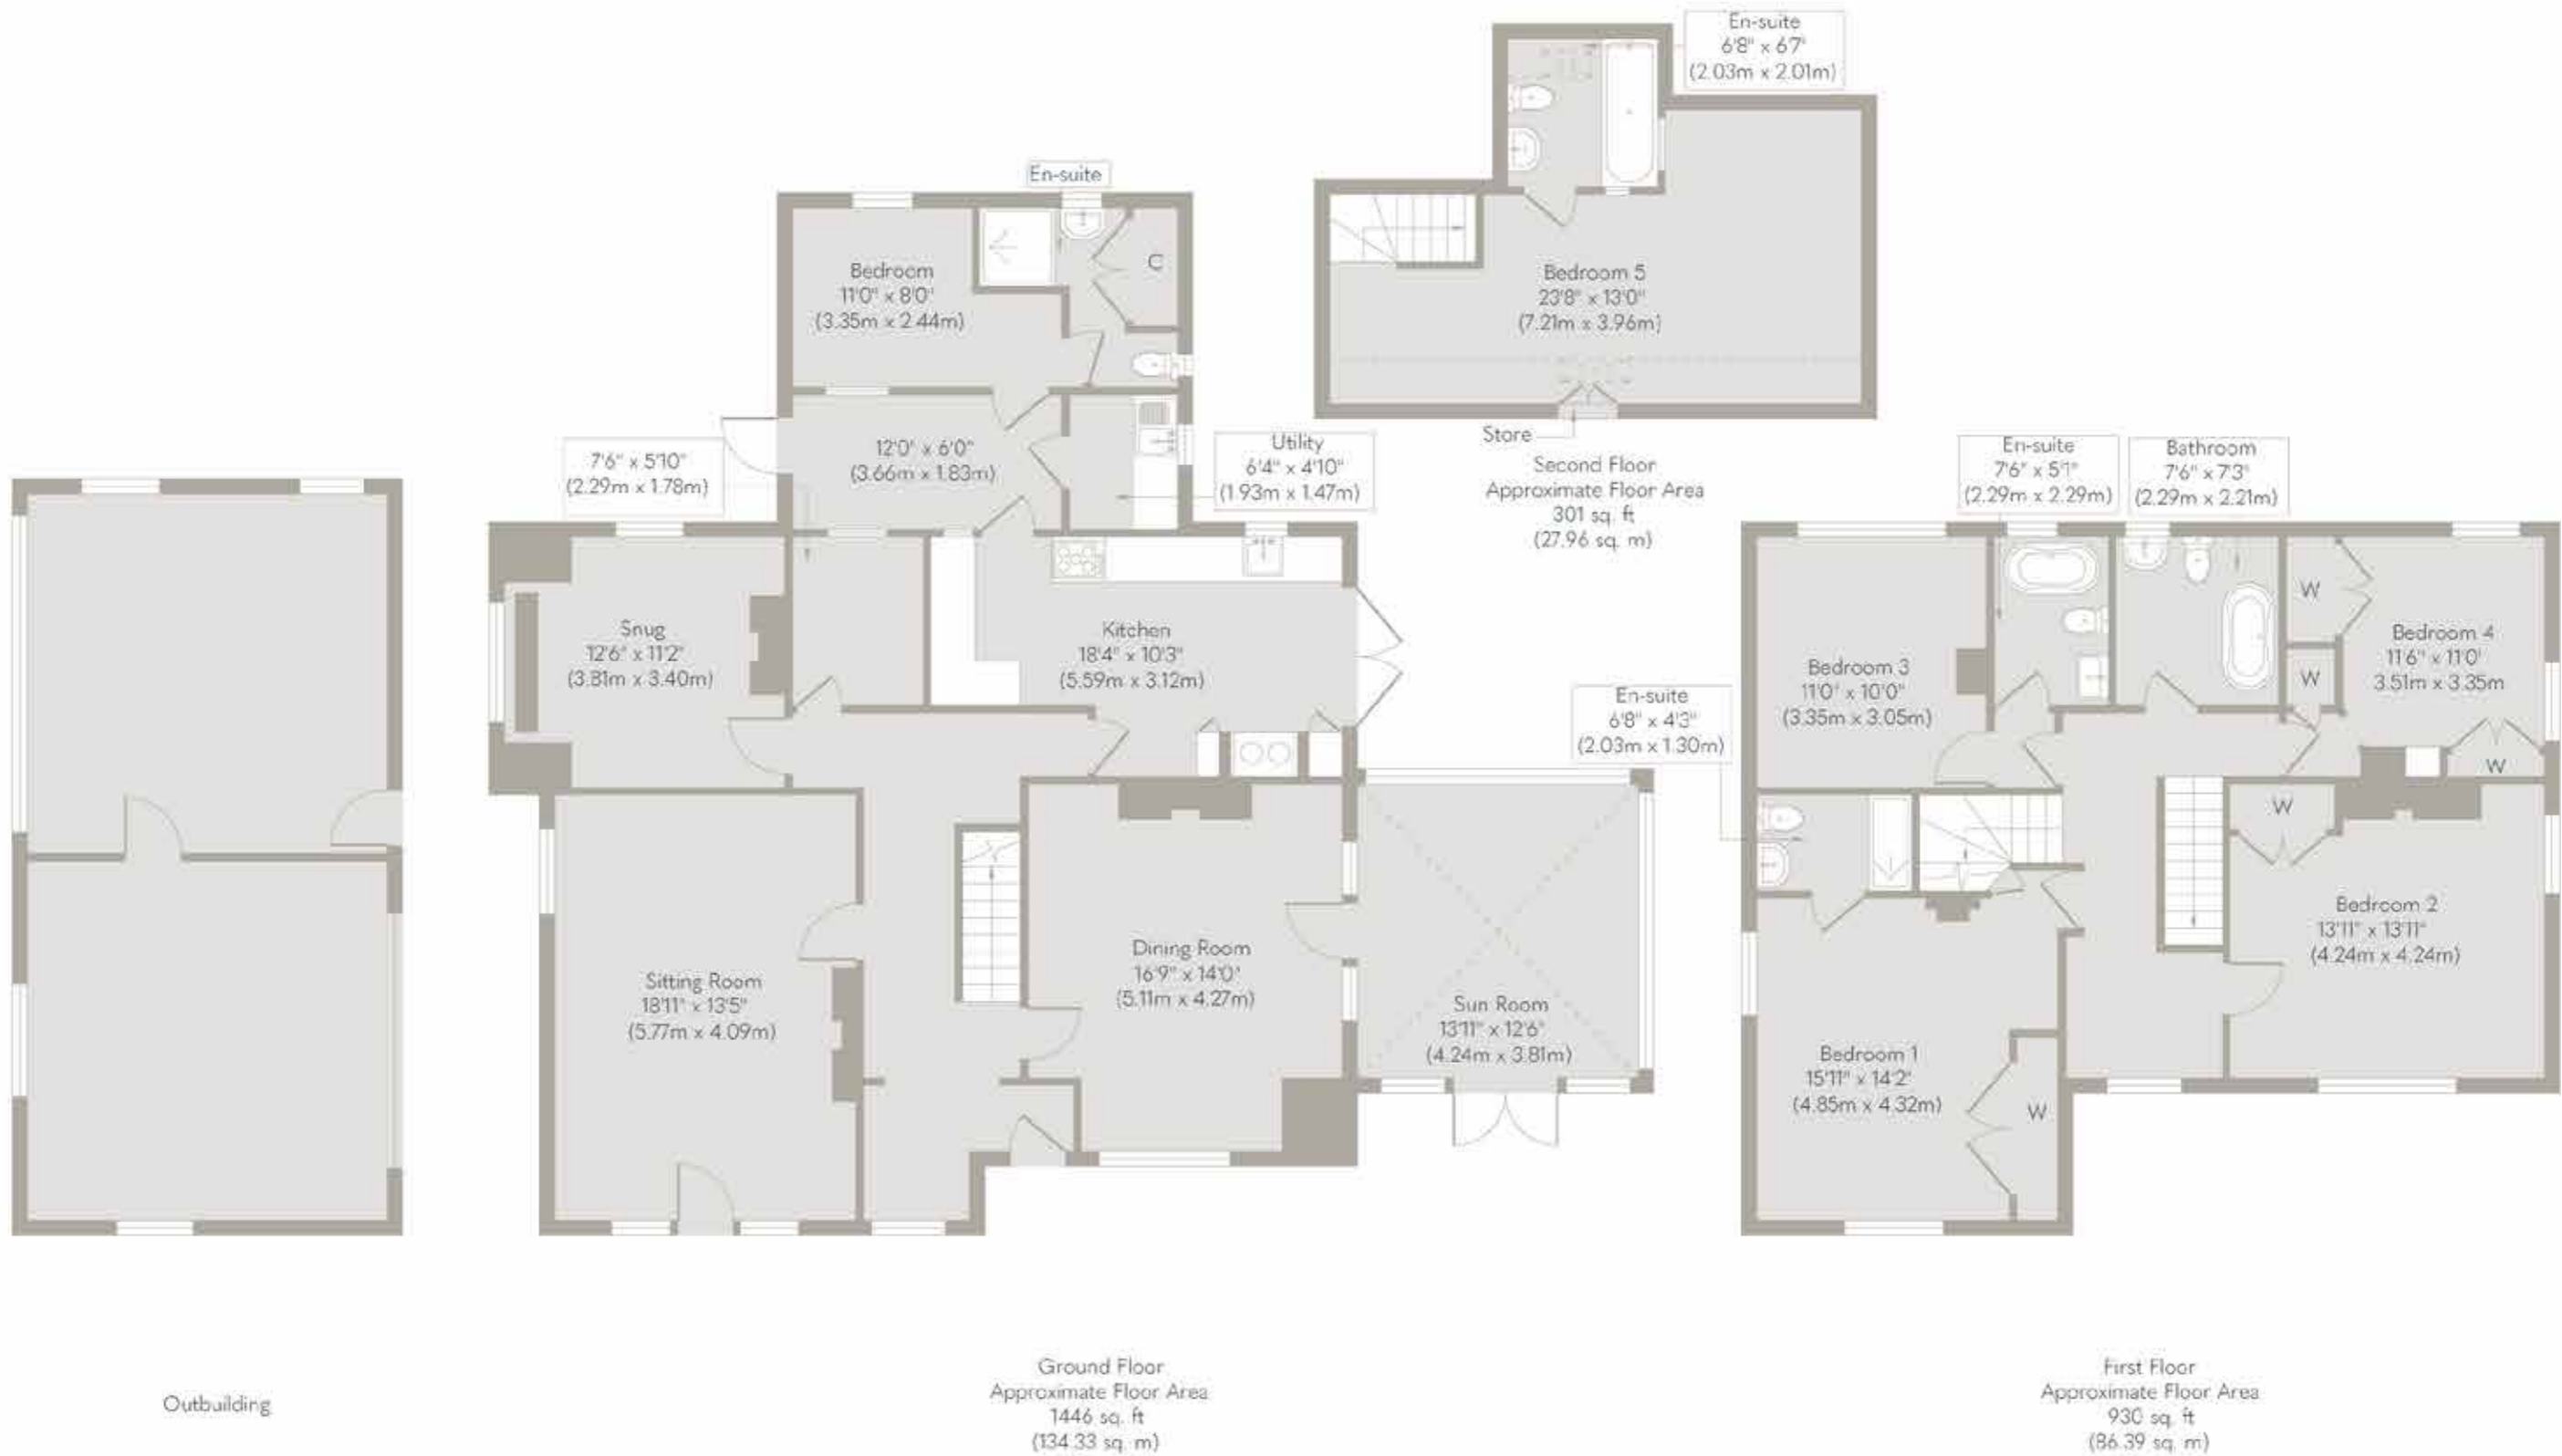 En-suite
6'8" x 6'7"
(2.03m x 2.01m)
Bedroom 5
23'8" x 13'0"
(7.21m x 3.96m)
Store
Second Floor
Approximate Floor Area
301 sq. ft
(27.96 sq. m)
En-suite
Bedroom
11'0" x 8'0"
(3.35m x 2.44m)
C
12'0" x 6'0"
(3.66m x 1.83m)
7'6" x 5'10"
(2.29m x 1.78m)
Utility
6'4" x 4'10"
(1.93m x 1.47m)
Snug
12'6" x 11'2"
(3.81m x 3.40m)
Kitchen
18'4" x 10'3"
(5.59m x 3.12m)
Sitting Room
18'11" x 13'5"
(5.77m x 4.09m)
Dining Room
16'9" x 14'0"
(5.11m x 4.27m)
Sun Room
13'11" x 12'6"
(4.24m x 3.81m)
En-suite
7'6" x 5'1"
(2.29m x 2.29m)
Bathroom
7'6" x 7'3"
(2.29m x 2.21m)
Bedroom 3
11'0" x 10'0"
(3.35m x 3.05m)
W
W
Bedroom 4
11'6" x 11'0"
3.51m x 3.35m
W
En-suite
6'8" x 4'3"
(2.03m x 1.30m)
W
Bedroom 2
13'11" x 13'11"
(4.24m x 4.24m)
Bedroom 1
15'11" x 14'2"
(4.85m x 4.32m)
W
Outbuilding
Ground Floor
Approximate Floor Area
1446 sq. ft
(134.33 sq. m)
First Floor
Approximate Floor Area
930 sq. ft
(86.39 sq. m)